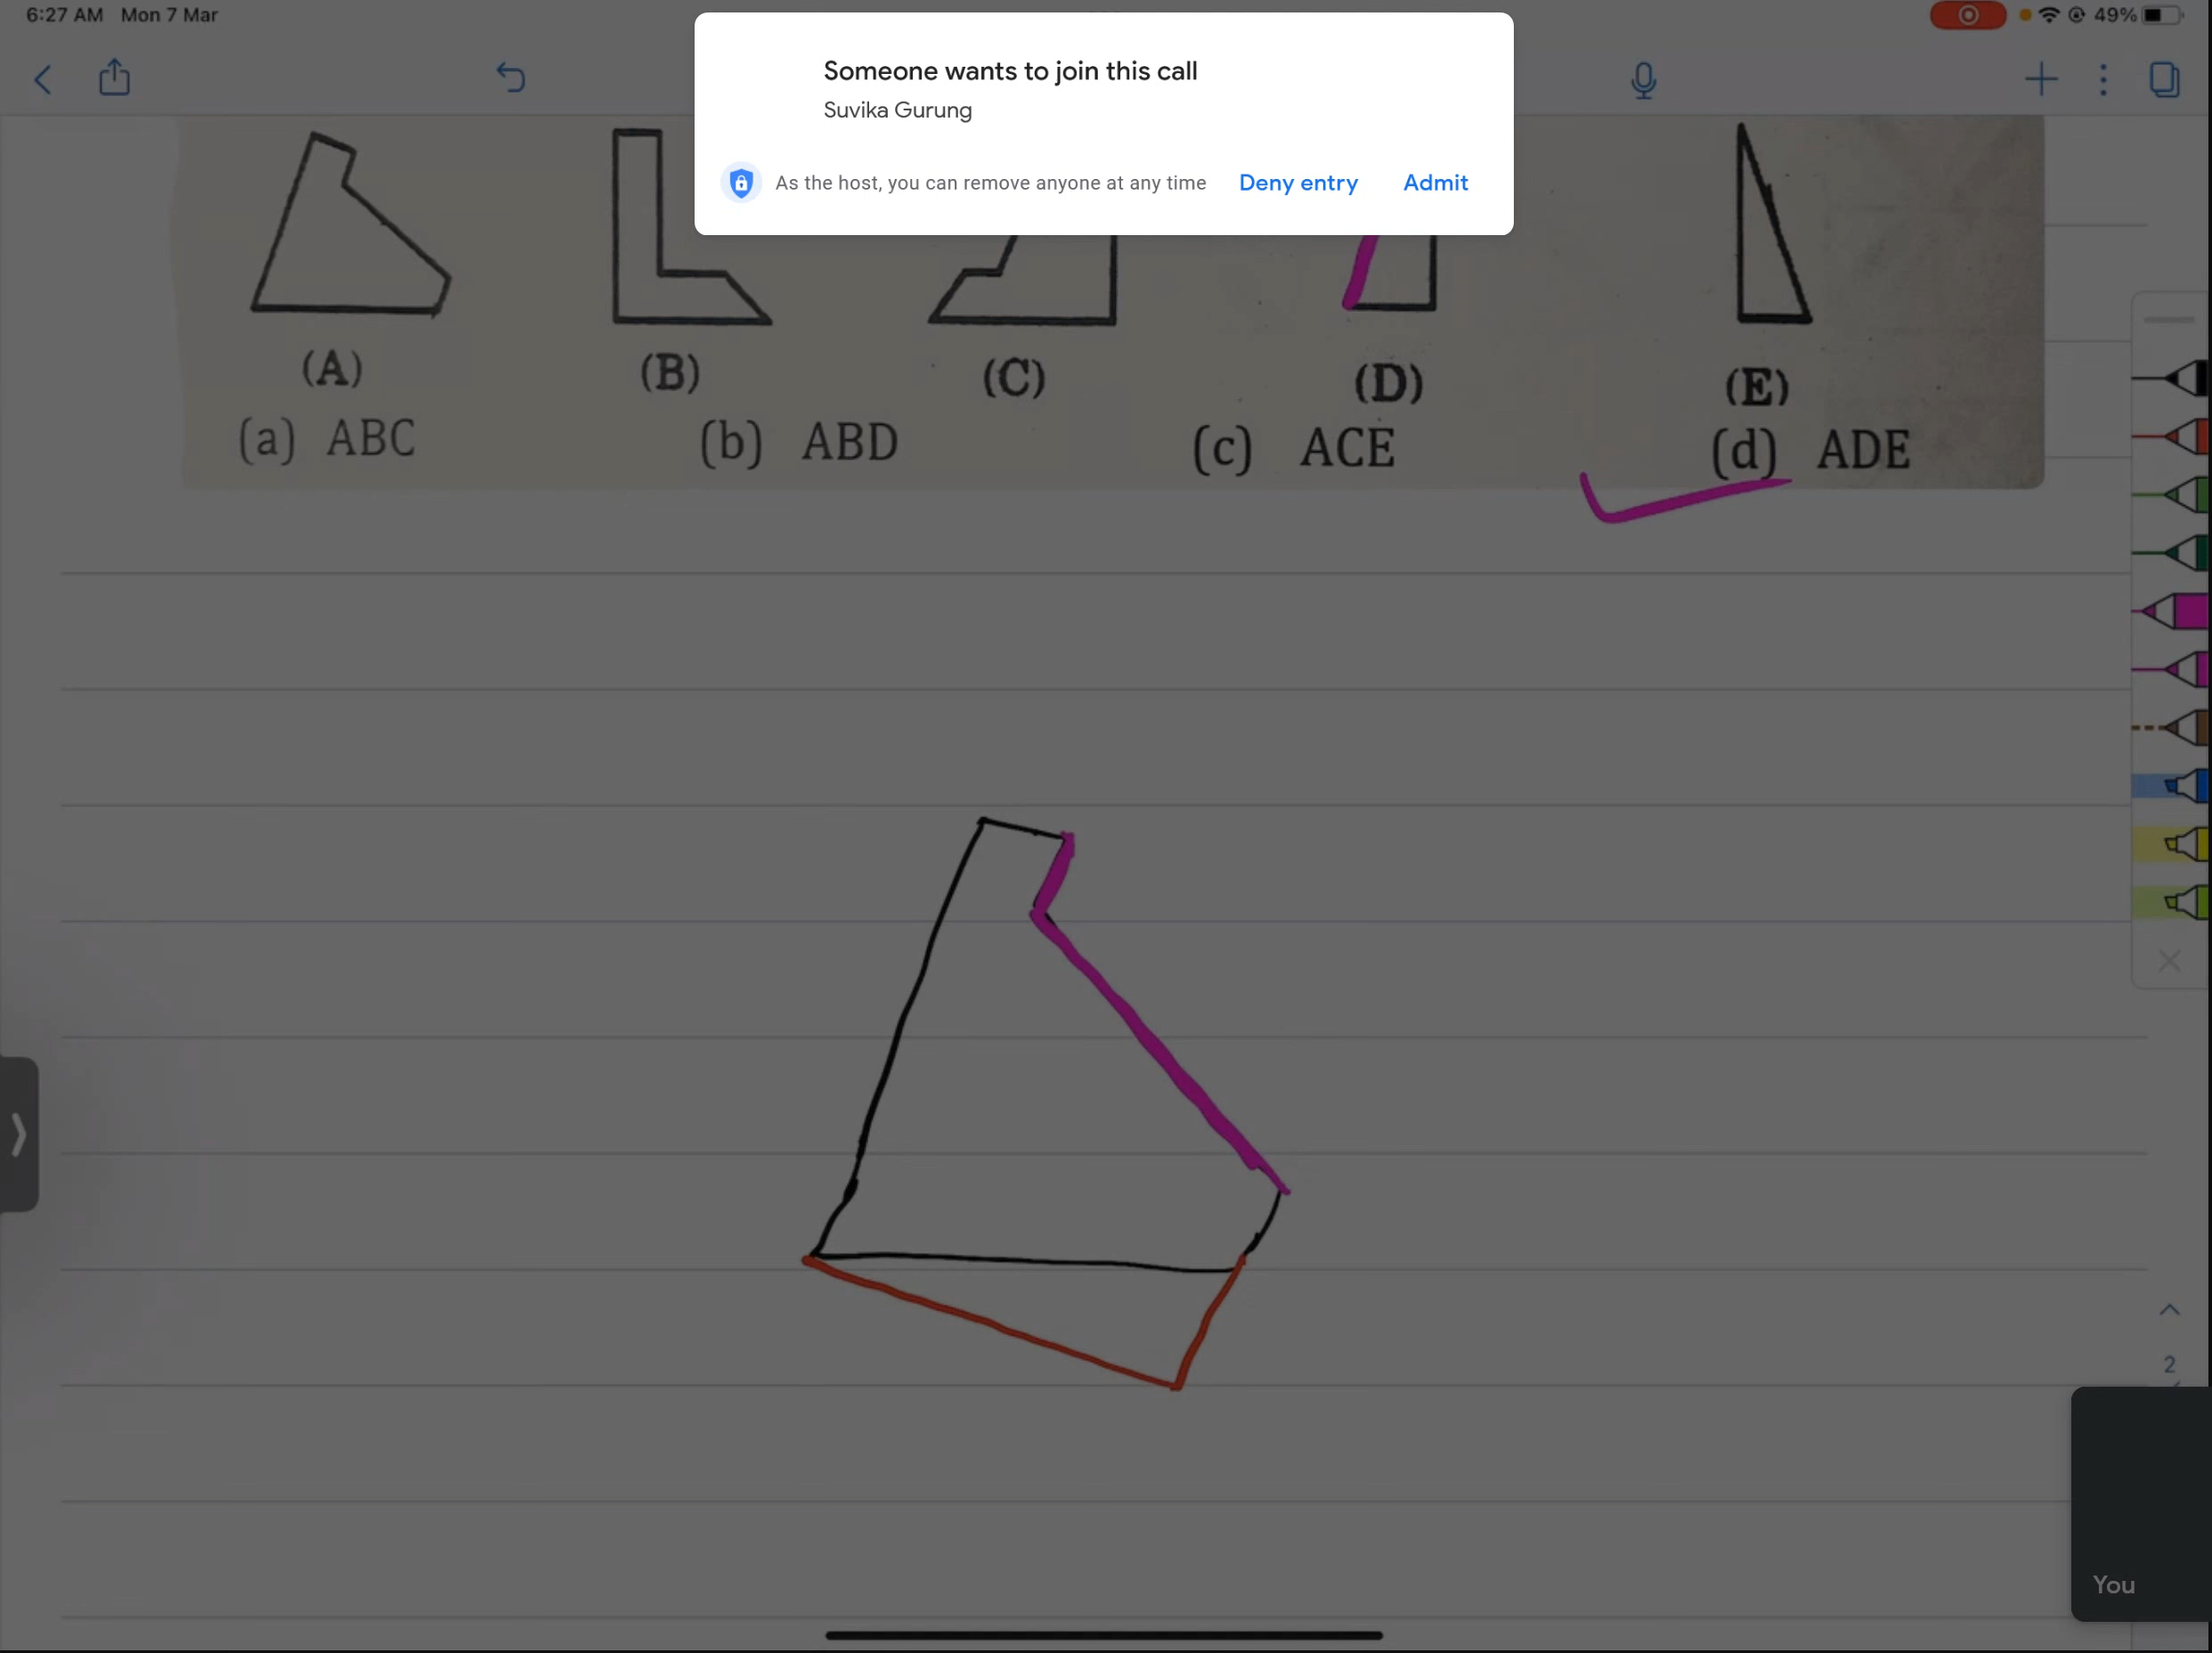 6:27 AM Mon 7 Mar
49%
Someone wants to join this call
Suvika Gurung
As the host, you can remove anyone at any time Deny entry Admit
(A) (B) (C) (D) (E)
(a) ABC (b) ABD (c) ACE (d) ADE
2
You